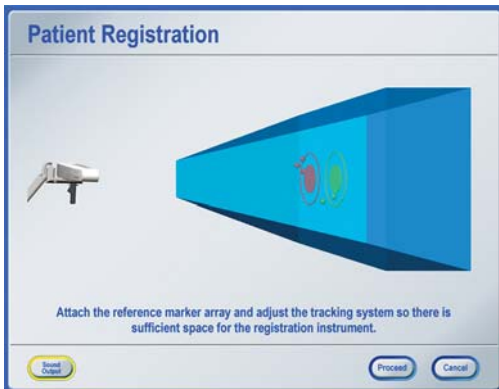 Patient Registration
Attach the reference marker array and adjust the tracking system so there is
sufficient space for the registration instrument.
Sound
Output
Proceed
Cancel